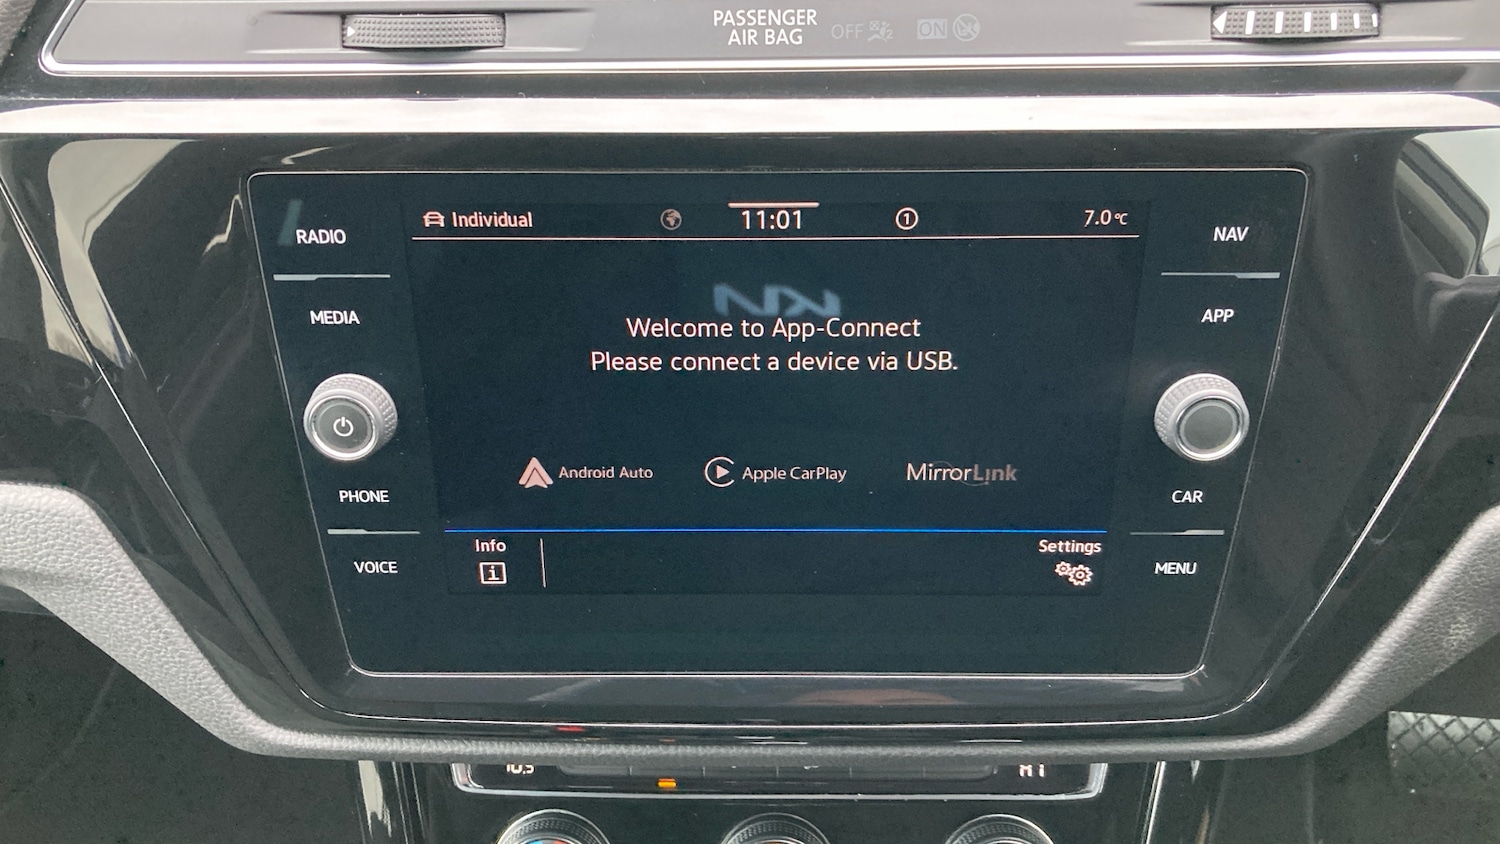 PASSENGER
AIR BAG
OFF
ON
RADIO
Individual
11:01
1
7.0°C
NAV
MEDIA
APP
Welcome to App-Connect
Please connect a device via USB.
Android Auto
Apple CarPlay
MirrorLink
PHONE
CAR
Info
Settings
VOICE
MENU